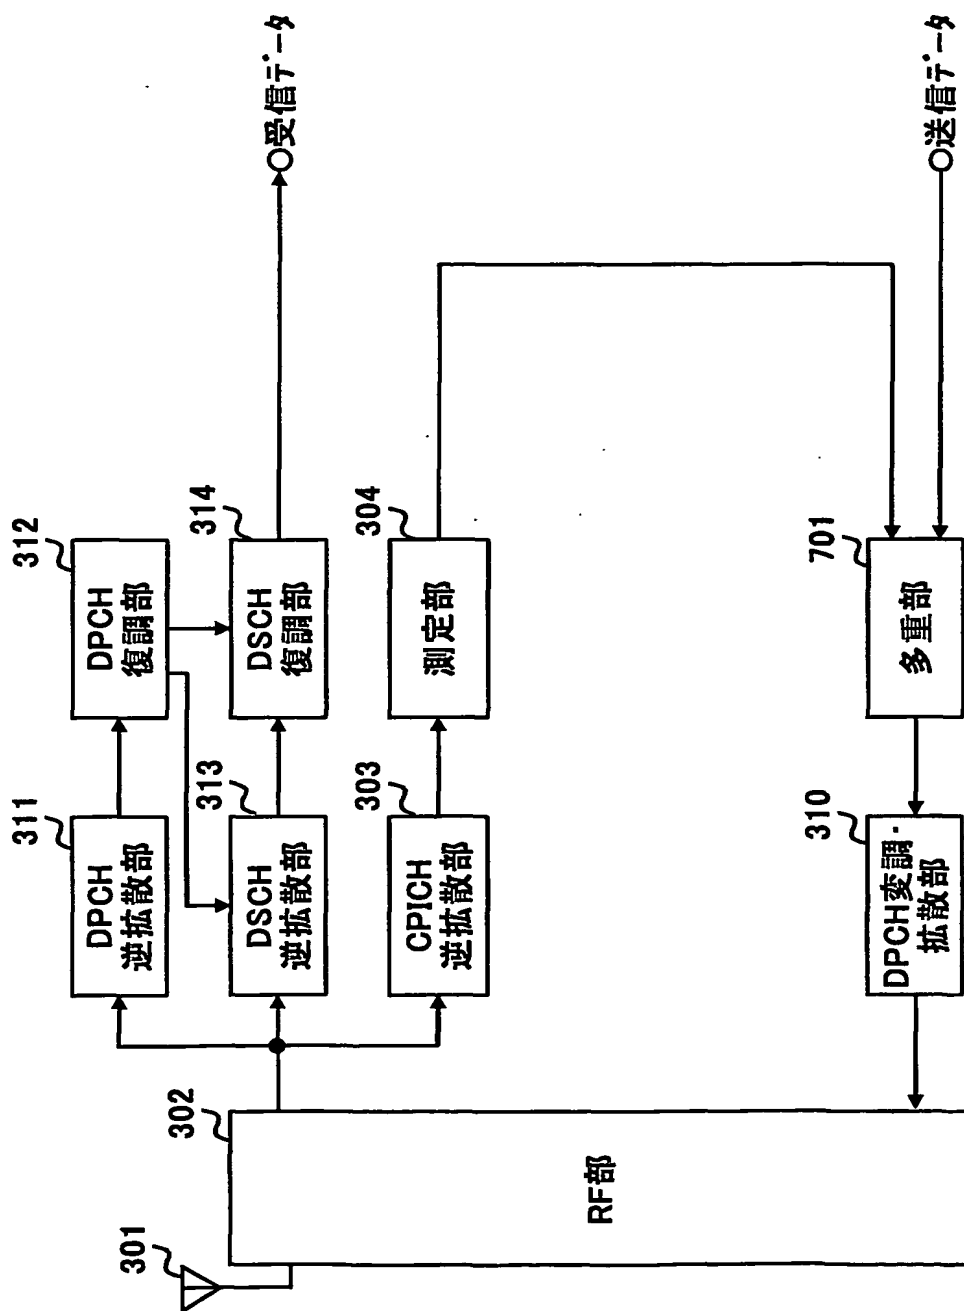 301
302
RF部
311
DPCH
逆拡散部
312
DPCH
復調部
313
DSCH
逆拡散部
314
DSCH
復調部
受信データ
303
CPICH
逆拡散部
304
測定部
310
DPCH変調・
拡散部
701
多重部
送信データ